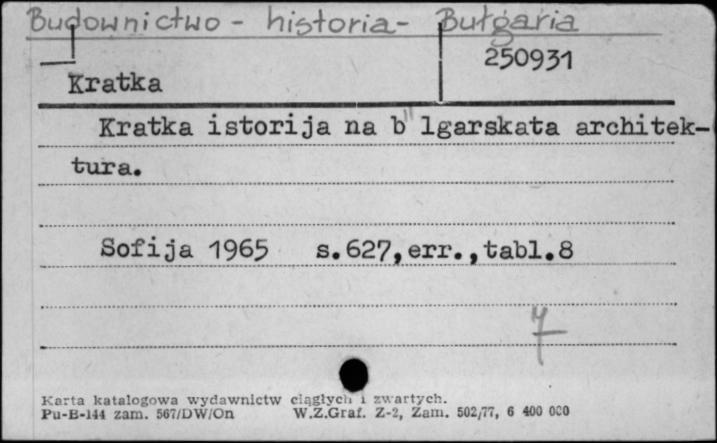 Budownictwo - historia - Bułgaria
250931
Kratka
Kratka istorija na b"lgarskata architek-
tura.
Sofija 1965 s.627,err.,tabl.8
7
Karta katalogowa wydawnictw ciągłych i zwartych.
Pu-B-144 zam. 567/DW/On W.Z.Graf. Z-2, Zam. 502/77, 6 400 000